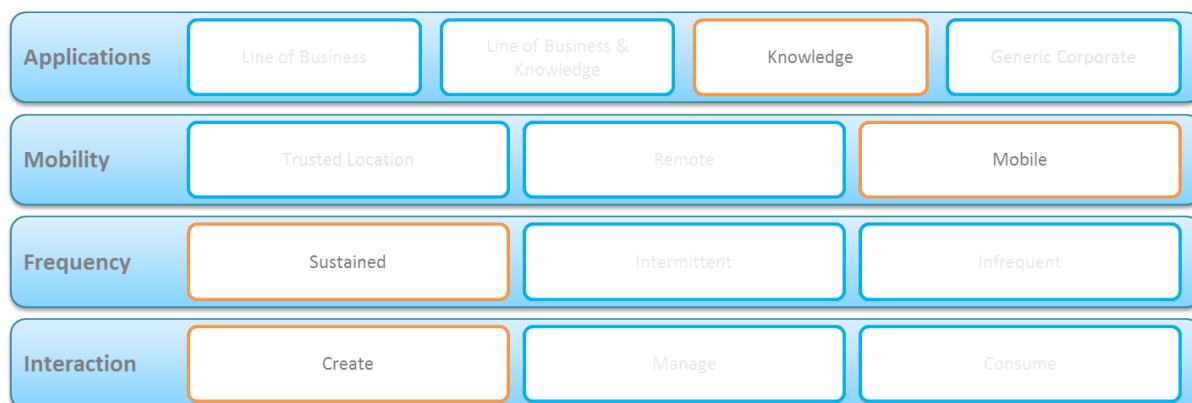 Applications
Line of Business
Line of Business &
Knowledge
Knowledge
Generic Corporate
Mobility
Trusted Location
Remote
Mobile
Frequency
Sustained
Intermittent
Infrequent
Interaction
Create
Manage
Consume